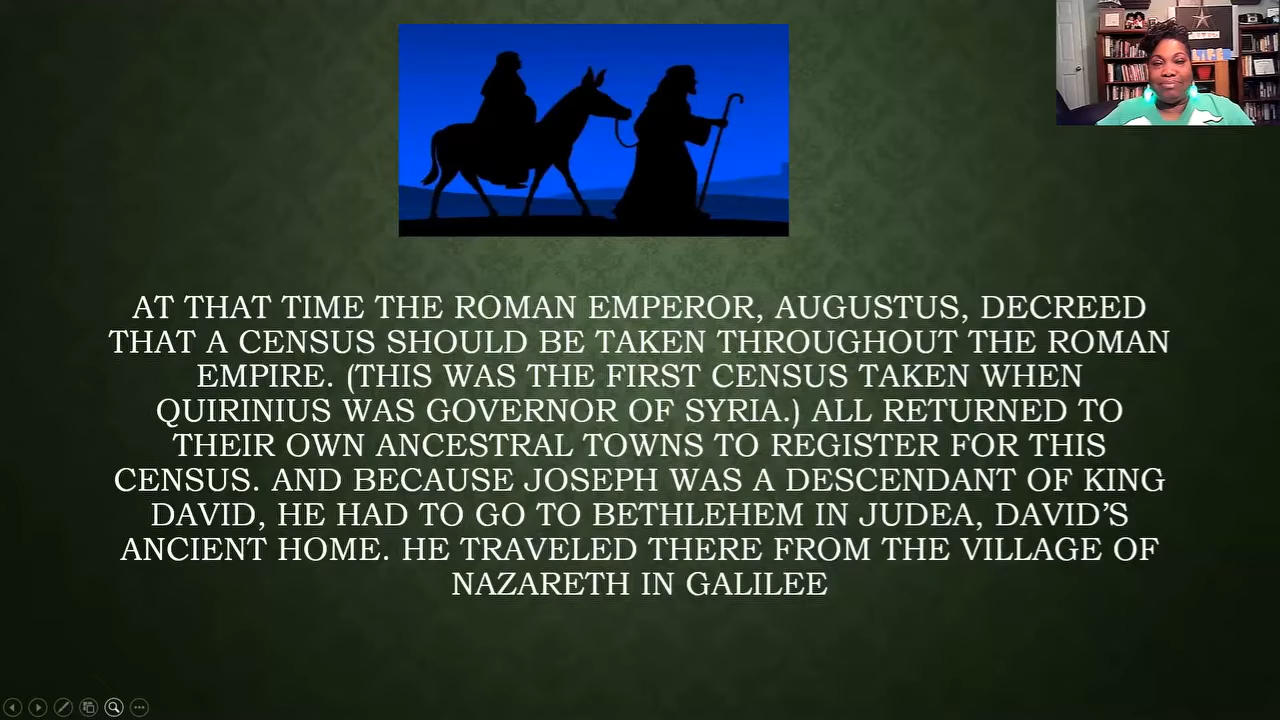 AT THAT TIME THE ROMAN EMPEROR, AUGUSTUS, DECREED
THAT A CENSUS SHOULD BE TAKEN THROUGHOUT THE ROMAN
EMPIRE. (THIS WAS THE FIRST CENSUS TAKEN WHEN
QUIRINIUS WAS GOVERNOR OF SYRIA.) ALL RETURNED TO
THEIR OWN ANCESTRAL TOWNS TO REGISTER FOR THIS
CENSUS. AND BECAUSE JOSEPH WAS A DESCENDANT OF KING
DAVID, HE HAD TO GO TO BETHLEHEM IN JUDEA, DAVID’S
ANCIENT HOME. HE TRAVELED THERE FROM THE VILLAGE OF
NAZARETH IN GALILEE